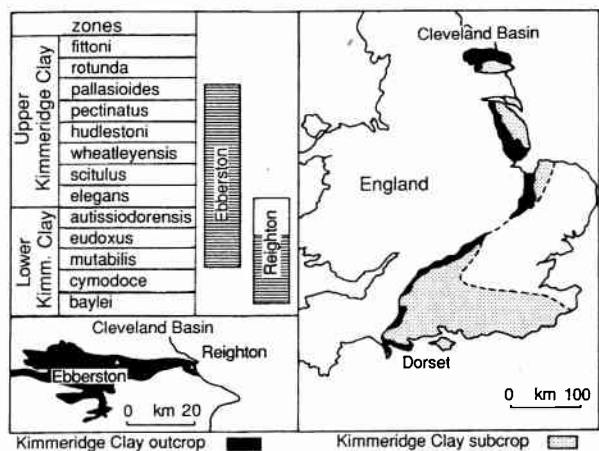 zones
Upper
Kimmeridge Clay
fittoni
rotunda
pallasioides
pectinatus
hudlestoni
wheatleyensis
scitulus
elegans
Lower
Kimm. Clay
autissiodorensis
eudoxus
mutabilis
cymodoce
baylei
Ebberston
Reighton
Cleveland Basin
Reighton
Ebberston
0 km 20
Cleveland Basin
England
Dorset
0 km 100
Kimmeridge Clay outcrop
Kimmeridge Clay subcrop